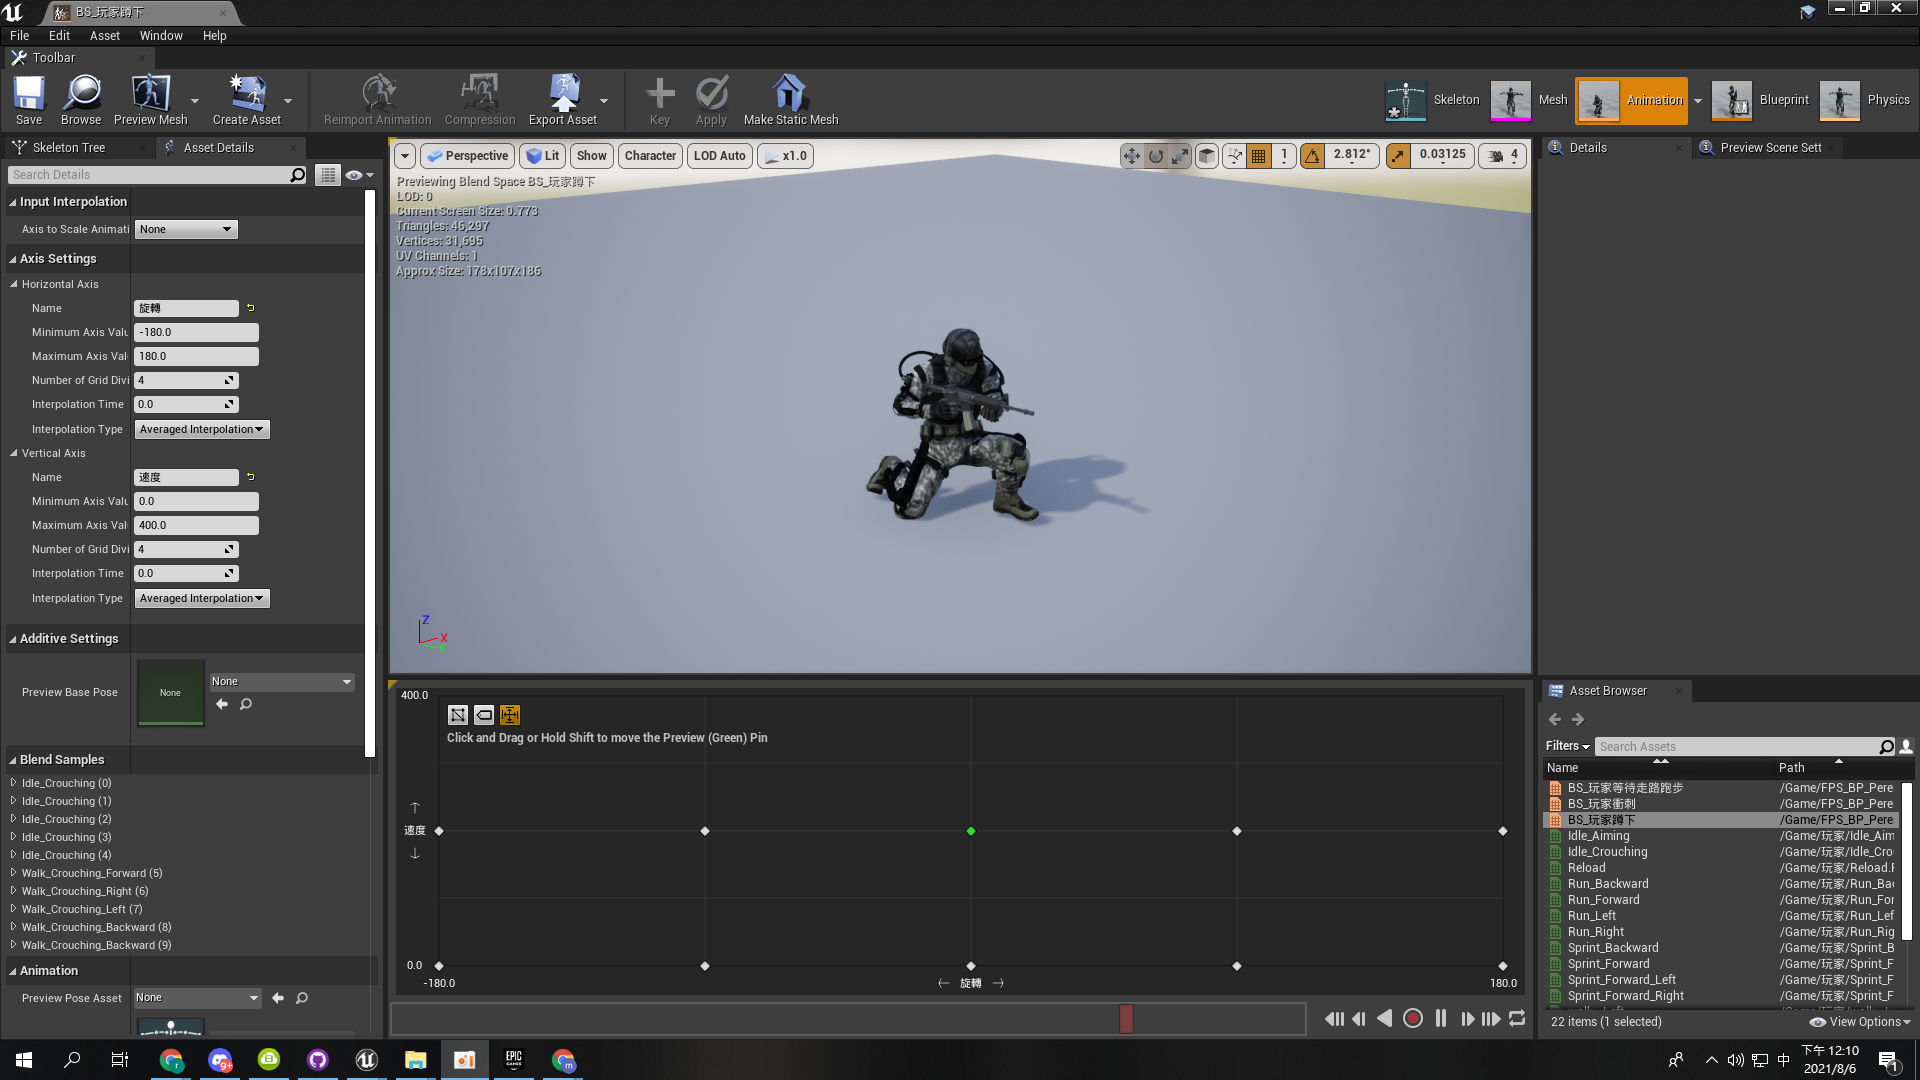 BS_玩家蹲下
File Edit Asset Window Help
Toolbar
Save
Browse
Preview Mesh
Create Asset
Reimport Animation
Compression
Export Asset
Key
Apply
Make Static Mesh
Skeleton
Mesh
Animation
Blueprint
Physics
Skeleton Tree
Asset Details
Search Details
Input Interpolation
Axis to Scale Animati None
Axis Settings
Horizontal Axis
Name 旋轉
Minimum Axis Valu -180.0
Maximum Axis Val 180.0
Number of Grid Divi 4
Interpolation Time 0.0
Interpolation Type Averaged Interpolation
Vertical Axis
Name 速度
Minimum Axis Valu 0.0
Maximum Axis Val 400.0
Number of Grid Divi 4
Interpolation Time 0.0
Interpolation Type Averaged Interpolation
Additive Settings
Preview Base Pose None None
Blend Samples
Idle_Crouching (0)
Idle_Crouching (1)
Idle_Crouching (2)
Idle_Crouching (3)
Idle_Crouching (4)
Walk_Crouching_Forward (5)
Walk_Crouching_Right (6)
Walk_Crouching_Left (7)
Walk_Crouching_Backward (8)
Walk_Crouching_Backward (9)
Animation
Preview Pose Asset None
Perspective Lit Show Character LOD Auto x1.0
1 2.812° 0.03125 4
Previewing Blend Space BS_玩家蹲下
LOD: 0
Current Screen Size: 0.773
Triangles: 46,297
Vertices: 31,695
UV Channels: 1
Approx Size: 178x107x186
Z
X
Y
400.0
Click and Drag or Hold Shift to move the Preview (Green) Pin
速度
0.0
-180.0 旋轉 180.0
Details
Preview Scene Sett
Asset Browser
Filters Search Assets
Name Path
BS_玩家等待走路跑步 /Game/FPS_BP_Pere
BS_玩家衝刺 /Game/FPS_BP_Pere
BS_玩家蹲下 /Game/FPS_BP_Pere
Idle_Aiming /Game/玩家/Idle_Aim
Idle_Crouching /Game/玩家/Idle_Cro
Reload /Game/玩家/Reload.F
Run_Backward /Game/玩家/Run_Bac
Run_Forward /Game/玩家/Run_For
Run_Left /Game/玩家/Run_Lef
Run_Right /Game/玩家/Run_Rig
Sprint_Backward /Game/玩家/Sprint_B
Sprint_Forward /Game/玩家/Sprint_F
Sprint_Forward_Left /Game/玩家/Sprint_F
Sprint_Forward_Right /Game/玩家/Sprint_F
22 items (1 selected) View Options
r
9+
EPIC
GAMES
m
中
下午 12:10
2021/8/6
1